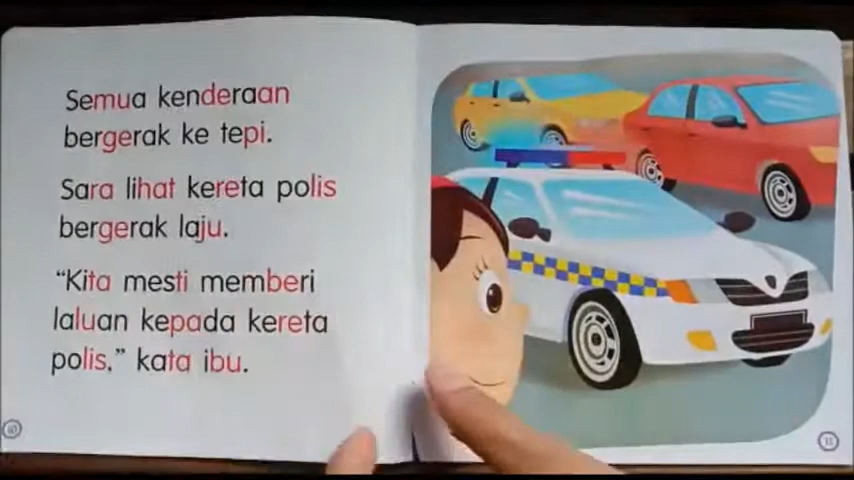 Semua kenderaan
bergerak ke tepi.
Sara lihat kereta polis
bergerak laju.
“Kita mesti memberi
laluan kepada kereta
polis,” kata ibu.